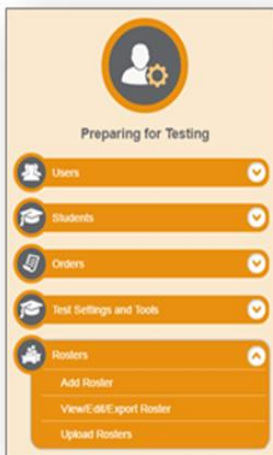 Preparing for Testing
Users
Students
Orders
Test Settings and Tools
Rosters
Add Roster
View/Edit/Export Roster
Upload Rosters